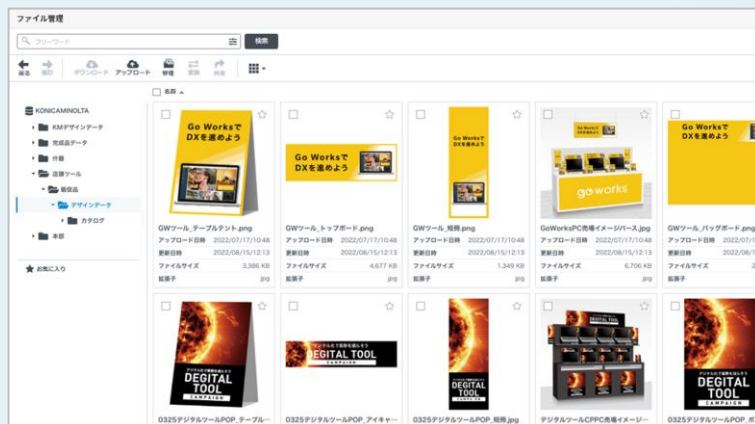 ファイル管理
フリーワード
検索
戻る 進む ダウンロード アップロード 移動 共有
名前
KONICAMINOLTA
KMデザインデータ
完成品データ
什器
店頭ツール
販促品
デザインデータ
カタログ
本部
お気に入り
Go Worksで
DXを進めよう
Go Worksで
DXを進めよう
Go Worksで
DXを進めよう
go works
Go Worksで
DXを進めよう
GWツール_テーブルテント.png
アップロード日時 2022/07/17/10:48
更新日時 2022/08/15/12:13
ファイルサイズ 3,386 KB
拡張子 jpg
GWツール_トップボード.png
アップロード日時 2022/07/17/10:48
更新日時 2022/08/15/12:13
ファイルサイズ 4,677 KB
拡張子 jpg
GWツール_短冊.png
アップロード日時 2022/07/17/10:48
更新日時 2022/08/15/12:13
ファイルサイズ 1,349 KB
拡張子 jpg
GoWorksPC売場イメージベース.jpg
アップロード日時 2022/07/17/10:48
更新日時 2022/08/15/12:13
ファイルサイズ 6,706 KB
拡張子 jpg
GWツール_バッグボード.png
アップロード日時 2022/07/17
更新日時 2022/08/1
ファイルサイズ 2
拡張子
DEGITAL
TOOL
CAMPAIGN
DEGITAL TOOL
CAMPAIGN
DEGITAL
TOOL
CAMPAIGN
DEGITAL
TOOL
CAMPAIGN
0325デジタルツールPOP_テーブル…
0325デジタルツールPOP_アイキャ…
0325デジタルツールPOP_短冊.jpg
デジタルツールCPPC売場イメージ…
0325デジタルツールPOP_ボ